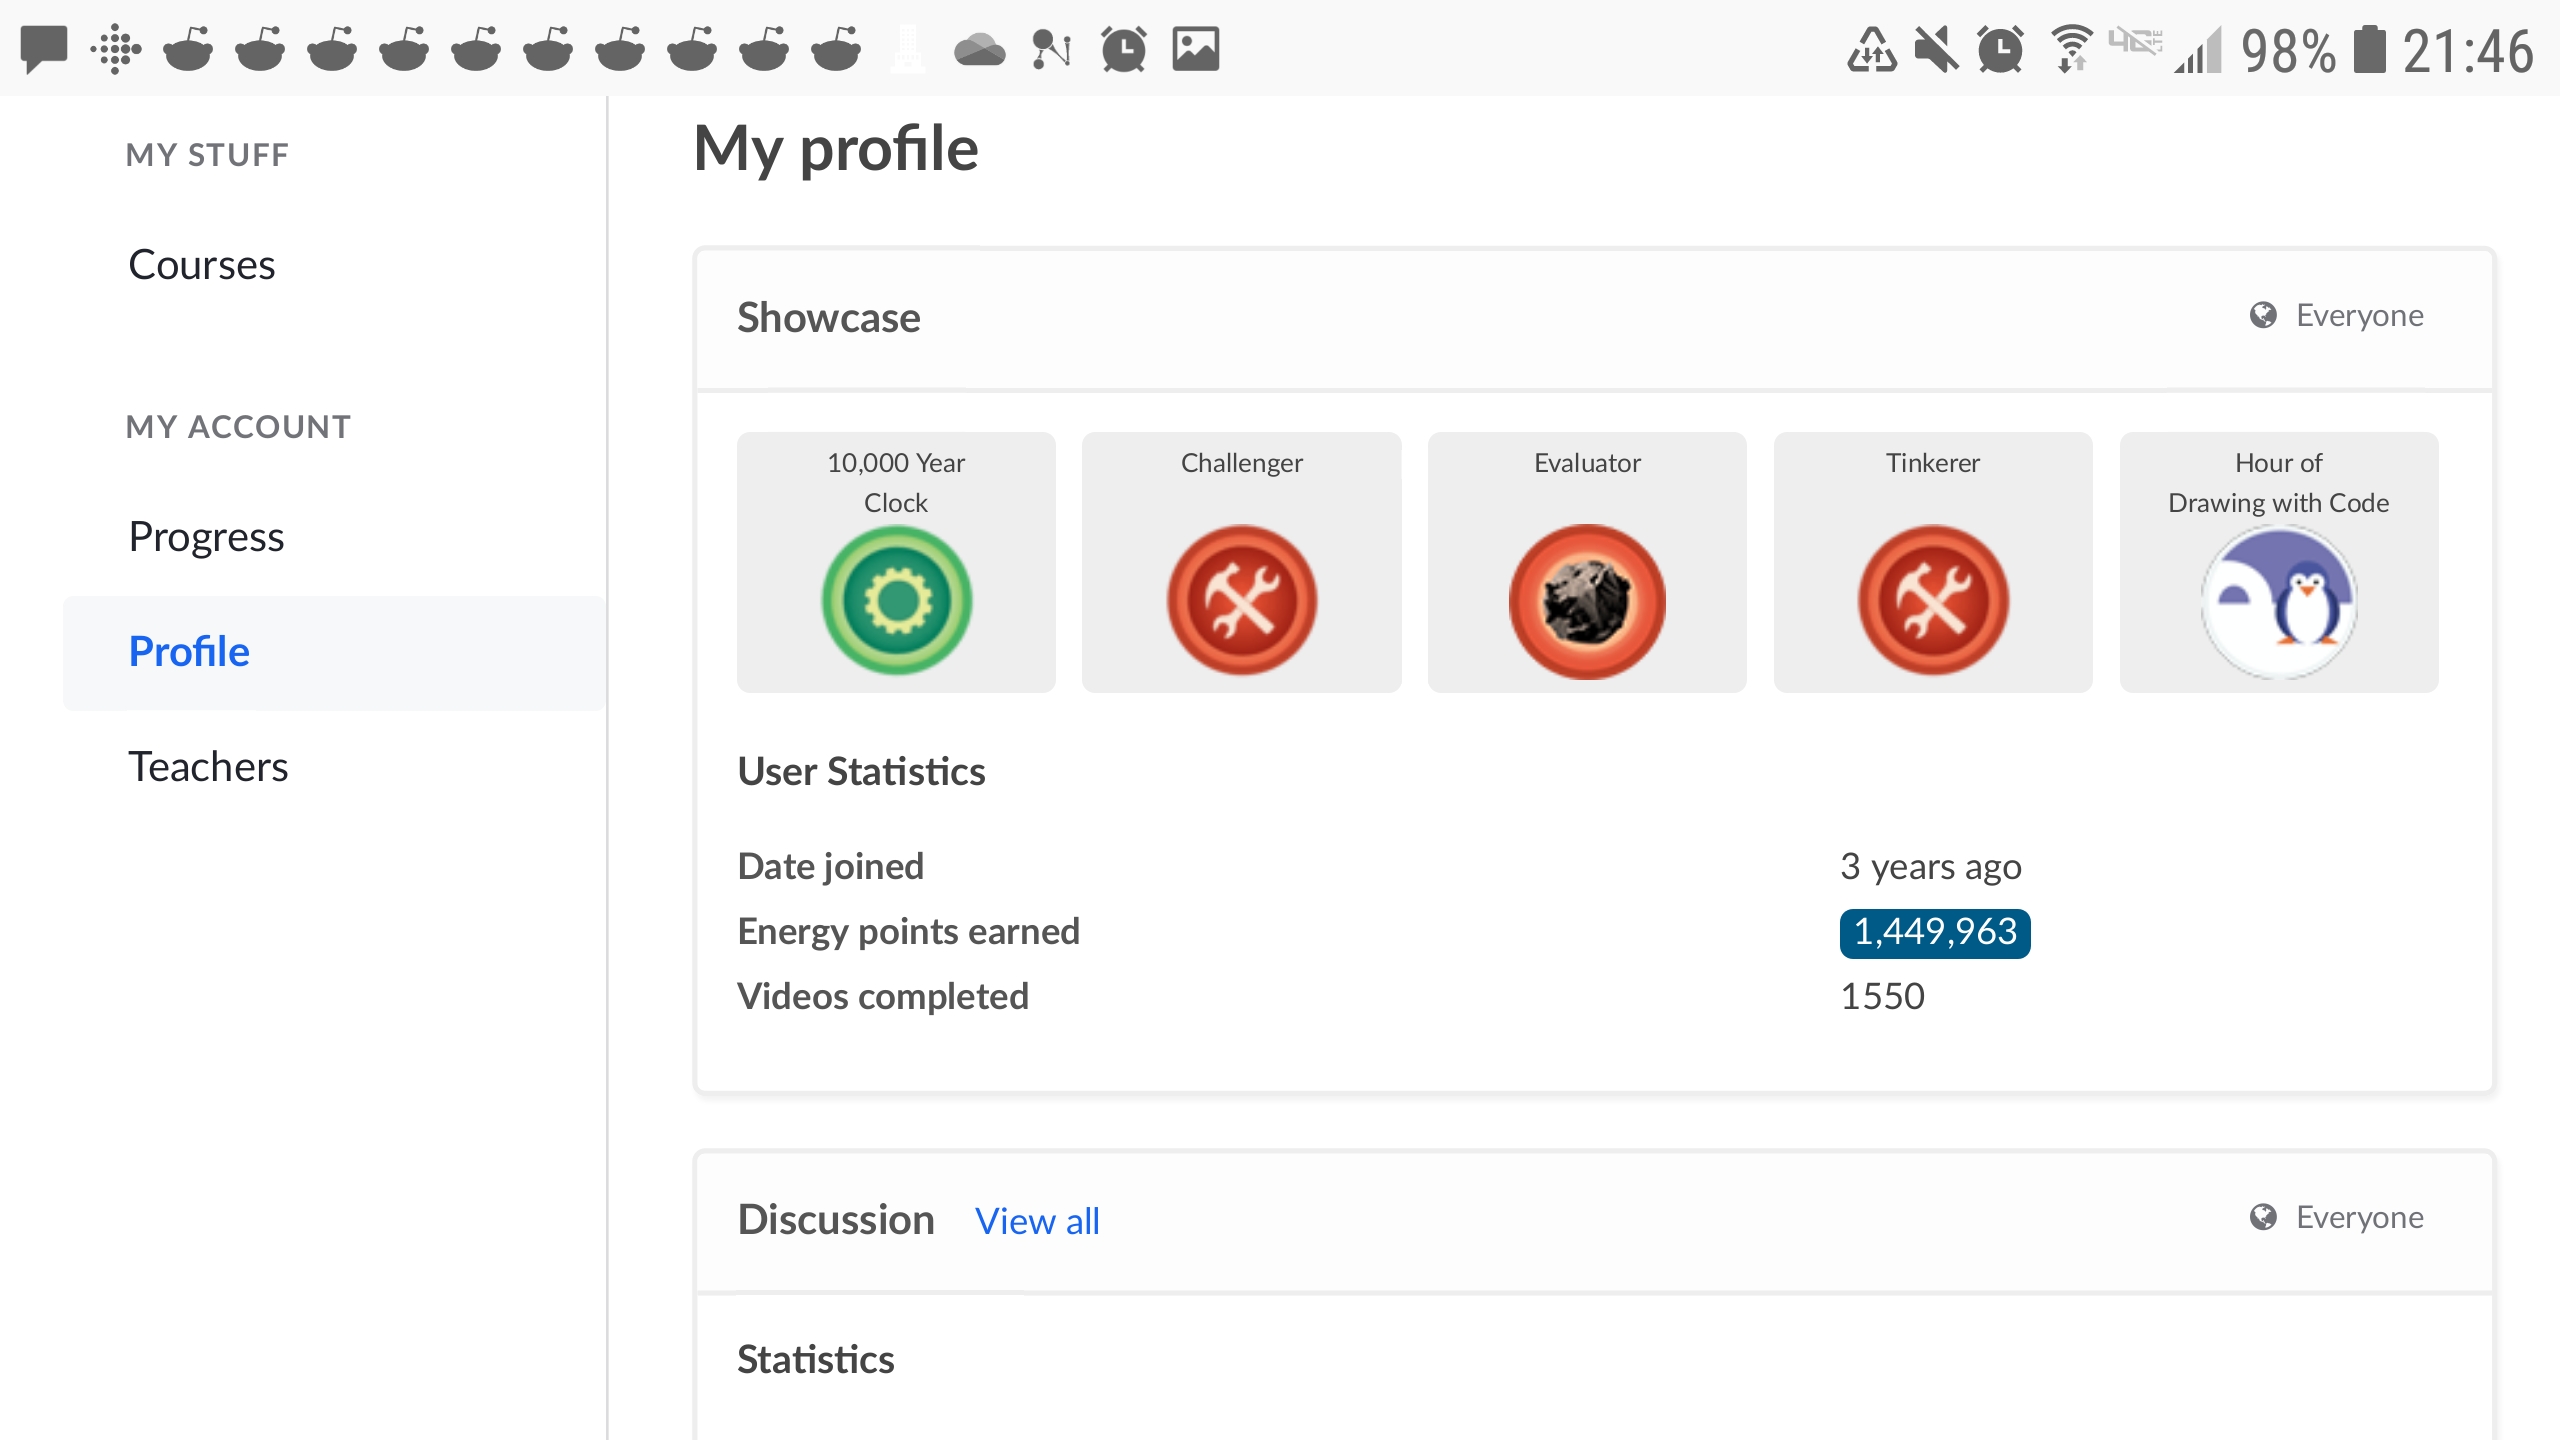 98% 21:46
MY STUFF
Courses
MY ACCOUNT
Progress
Profile
Teachers
My profile
Showcase
Everyone
10,000 Year
Clock
Challenger
Evaluator
Tinkerer
Hour of
Drawing with Code
User Statistics
Date joined 3 years ago
Energy points earned 1,449,963
Videos completed 1550
Discussion View all
Everyone
Statistics